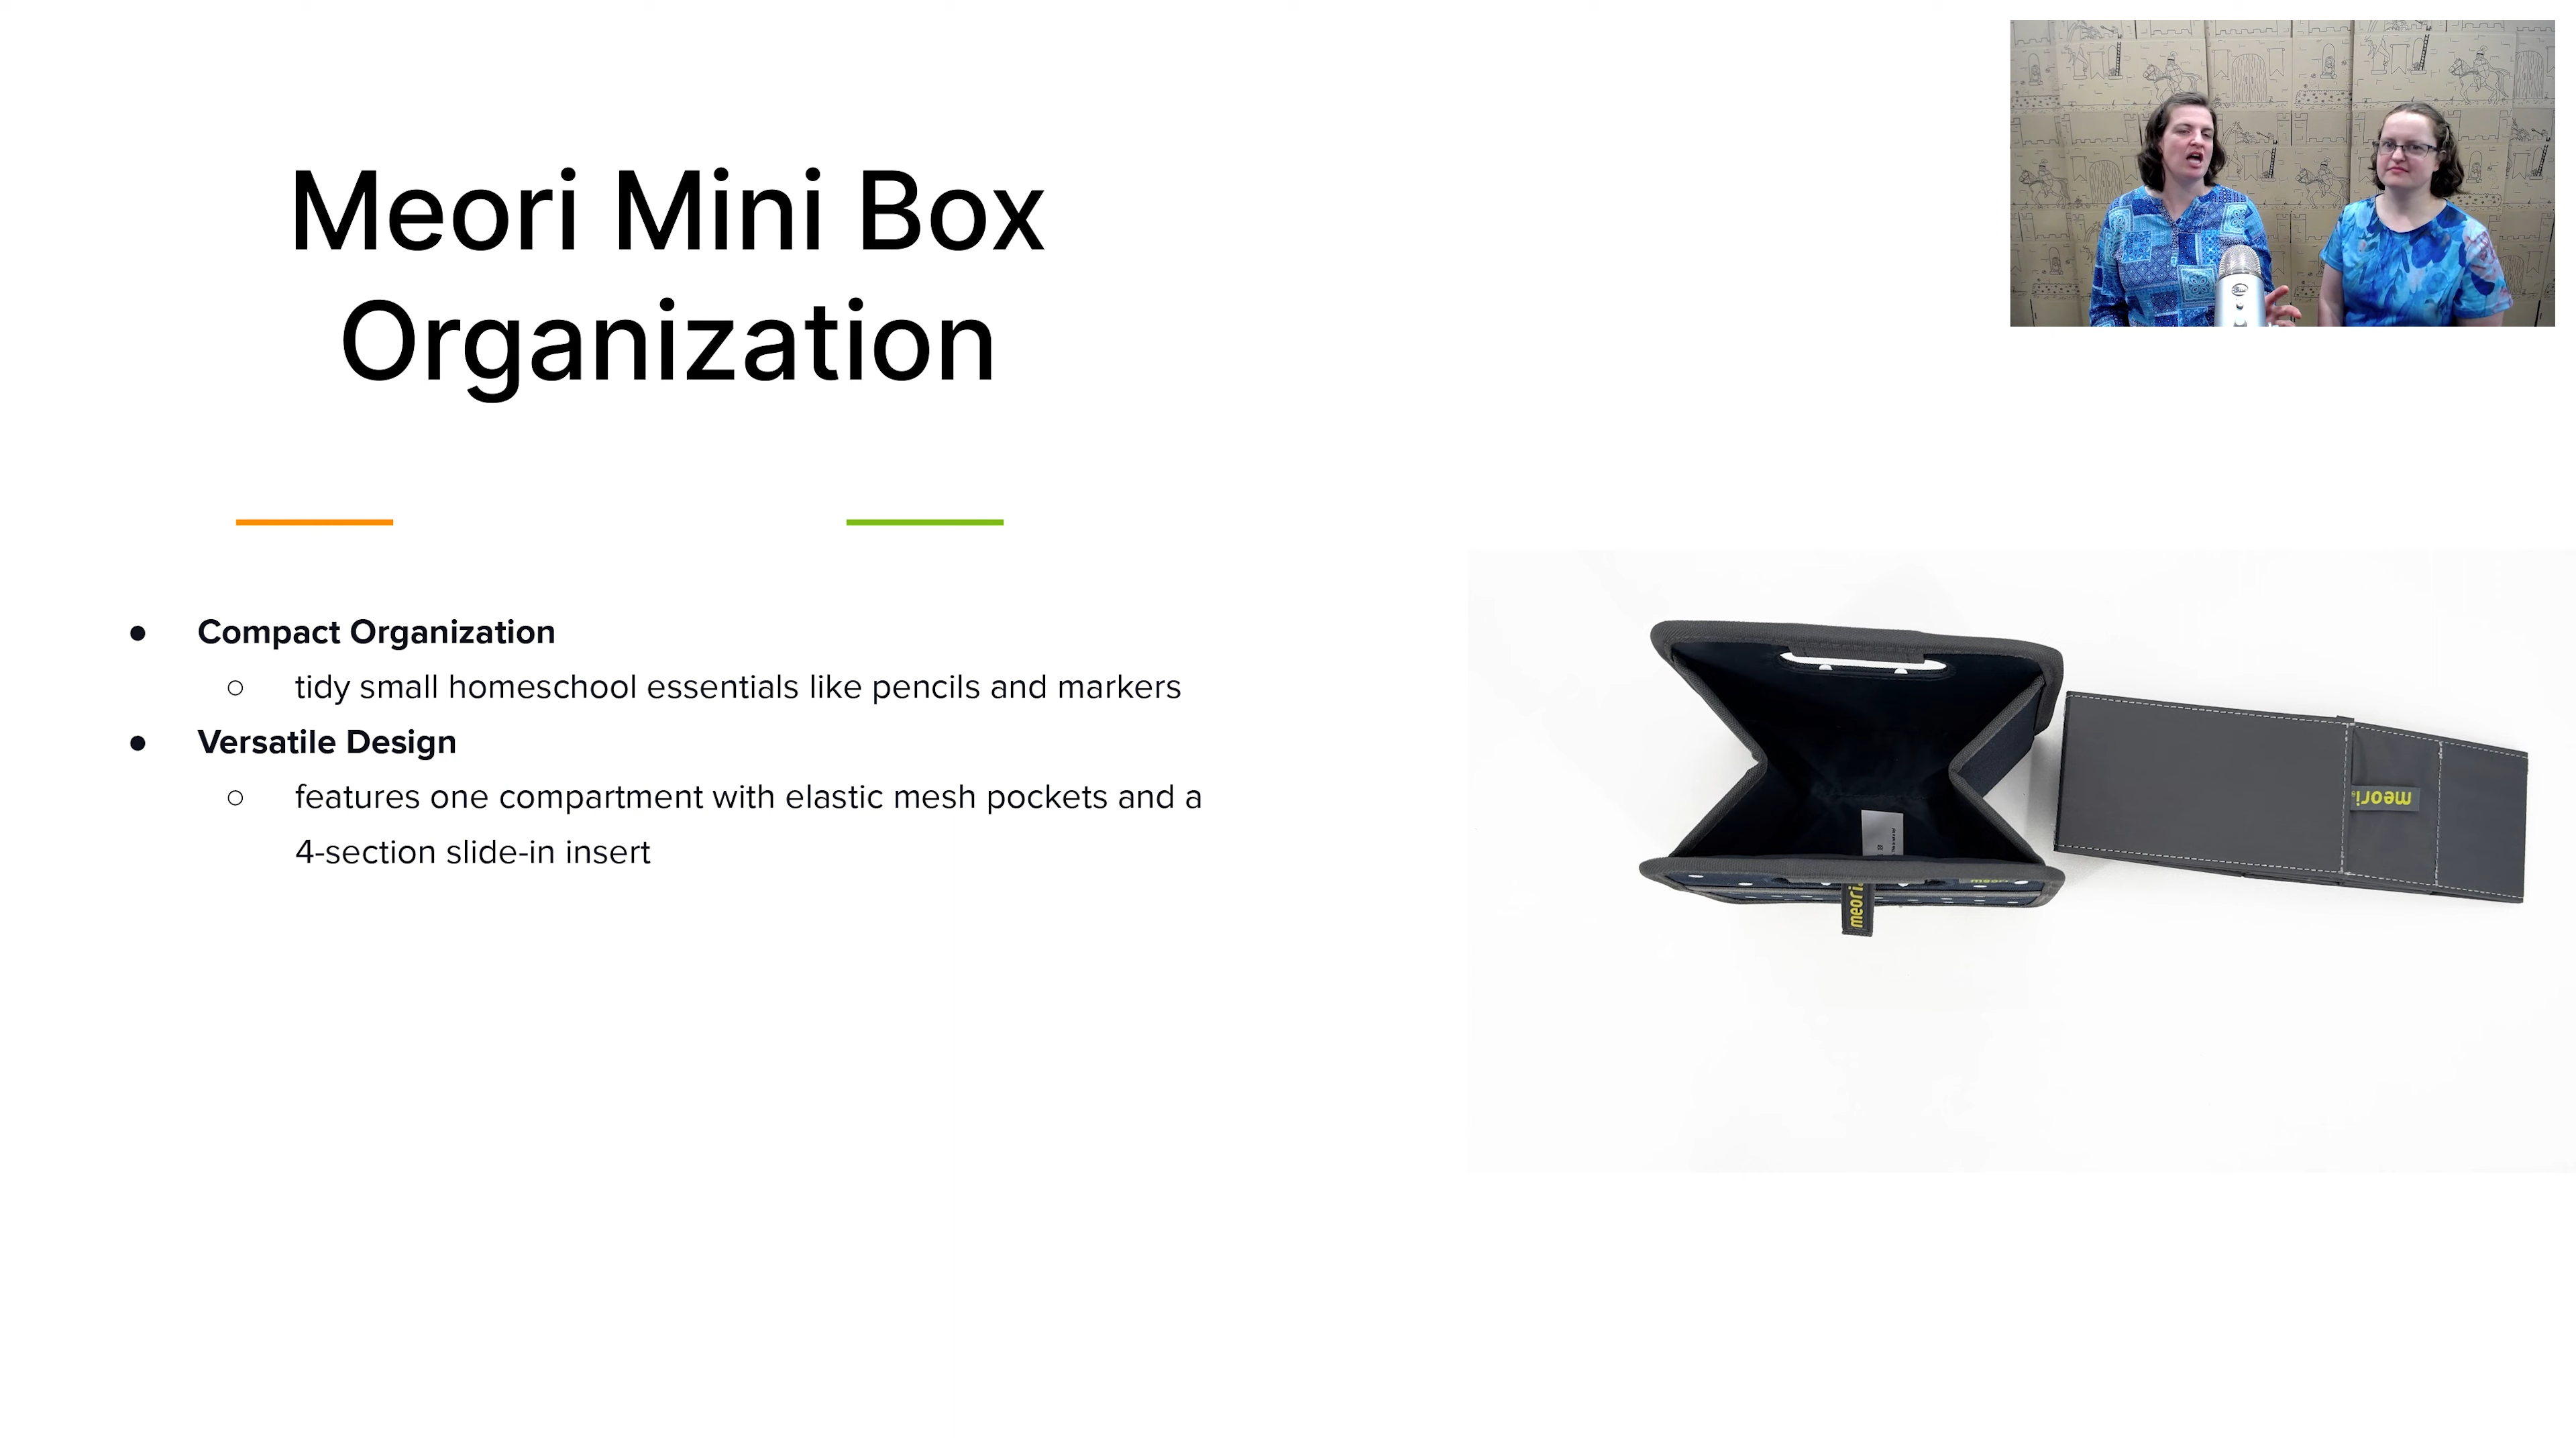 Meori Mini Box
Organization
● Compact Organization
○ tidy small homeschool essentials like pencils and markers
● Versatile Design
○ features one compartment with elastic mesh pockets and a
4-section slide-in insert
meori
meori